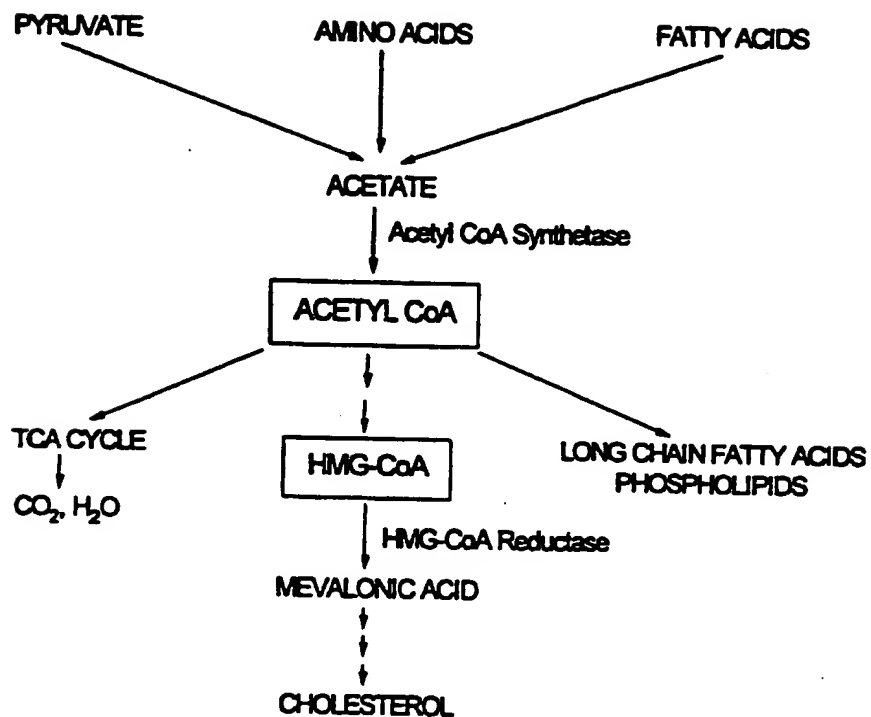 PYRUVATE
AMINO ACIDS
FATTY ACIDS
ACETATE
Acetyl CoA Synthetase
ACETYL CoA
TCA CYCLE
CO₂, H₂O
HMG-CoA
LONG CHAIN FATTY ACIDS
PHOSPHOLIPIDS
HMG-CoA Reductase
MEVALONIC ACID
CHOLESTEROL